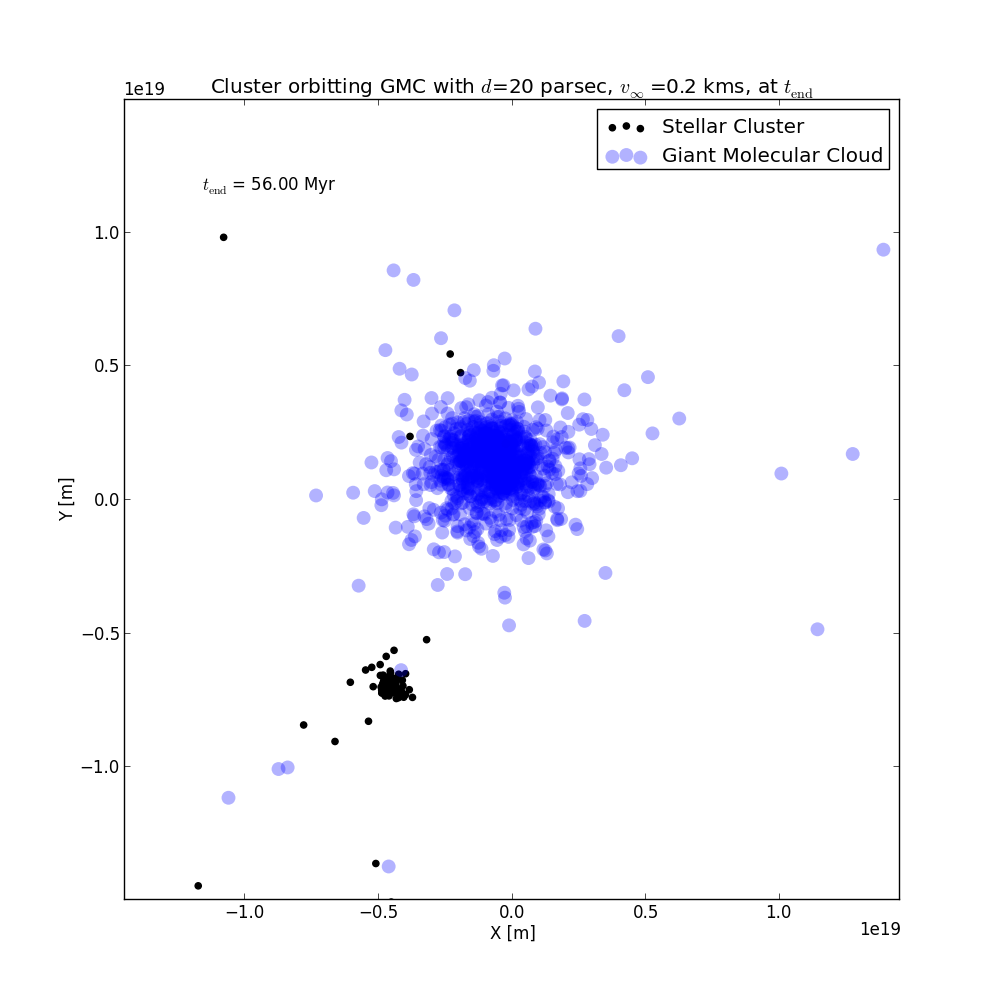 Cluster orbitting GMC with d=20 parsec, v∞ =0.2 kms, at tend
1e19
Stellar Cluster
Giant Molecular Cloud
tend = 56.00 Myr
1.0
0.5
0.0
−0.5
−1.0
Y [m]
−1.0 −0.5 0.0 0.5 1.0
X [m]
1e19